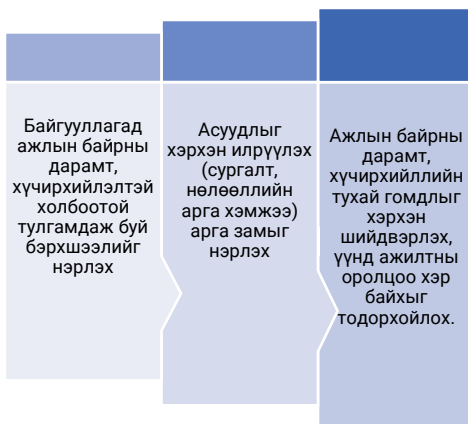 Байгууллагад
ажлын байрны
дарамт,
хүчирхийлэлтэй
холбоотой
тулгамдаж буй
бэрхшээлийг
нэрлэх
Асуудлыг
хэрхэн илрүүлэх
(сургалт,
нөлөөллийн
арга хэмжээ)
арга замыг
нэрлэх
Ажлын байрны
дарамт,
хүчирхийллийн
тухай гомдлыг
хэрхэн
шийдвэрлэх,
үүнд ажилтны
оролцоо хэр
байхыг
тодорхойлох.